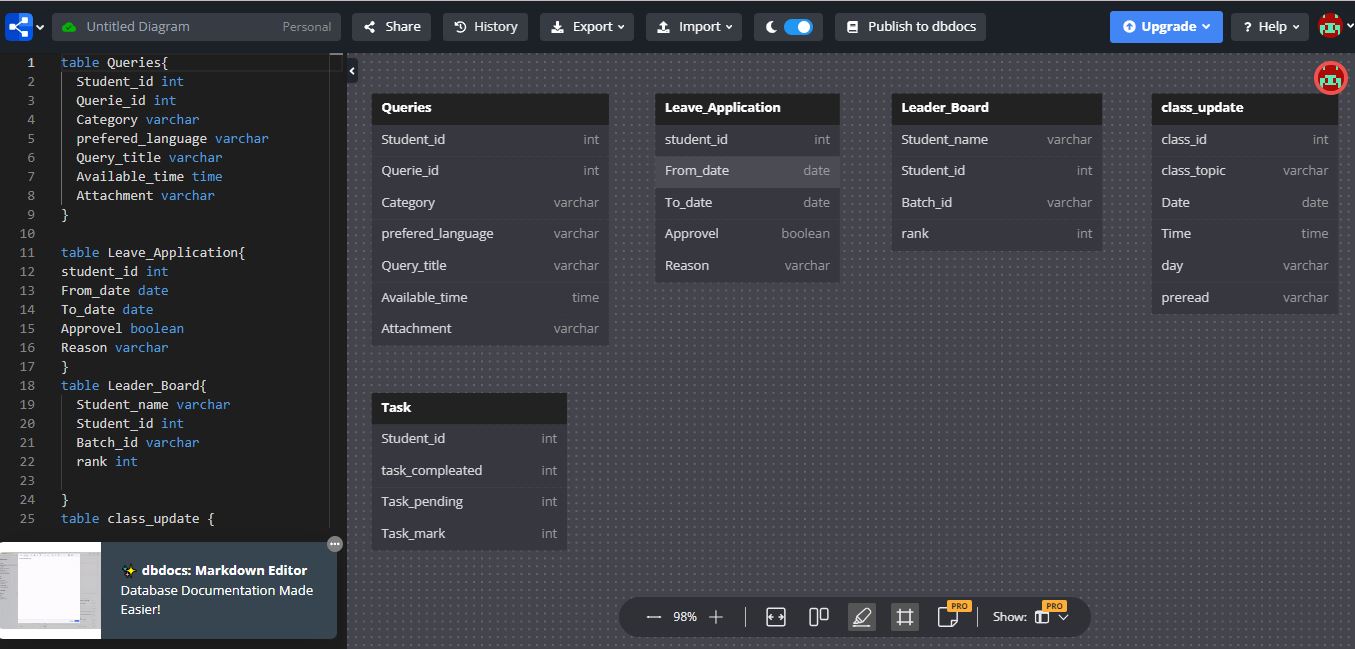 Untitled Diagram Personal Share History Export Import Publish to dbdocs Upgrade ? Help
1 table Queries{
2 Student_id int
3 Querie_id int
4 Category varchar
5 prefered_language varchar
6 Query_title varchar
7 Available_time time
8 Attachment varchar
9 }
10
11 table Leave_Application{
12 student_id int
13 From_date date
14 To_date date
15 Approvel boolean
16 Reason varchar
17 }
18 table Leader_Board{
19 Student_name varchar
20 Student_id int
21 Batch_id varchar
22 rank int
23
24 }
25 table class_update {
dbdocs: Markdown Editor
Database Documentation Made
Easier!
Queries
Student_id int
Querie_id int
Category varchar
prefered_language varchar
Query_title varchar
Available_time time
Attachment varchar
Leave_Application
student_id int
From_date date
To_date date
Approvel boolean
Reason varchar
Leader_Board
Student_name varchar
Student_id int
Batch_id varchar
rank int
class_update
class_id int
class_topic varchar
Date date
Time time
day varchar
preread varchar
Task
Student_id int
task_compleated int
Task_pending int
Task_mark int
98% PRO Show: PRO